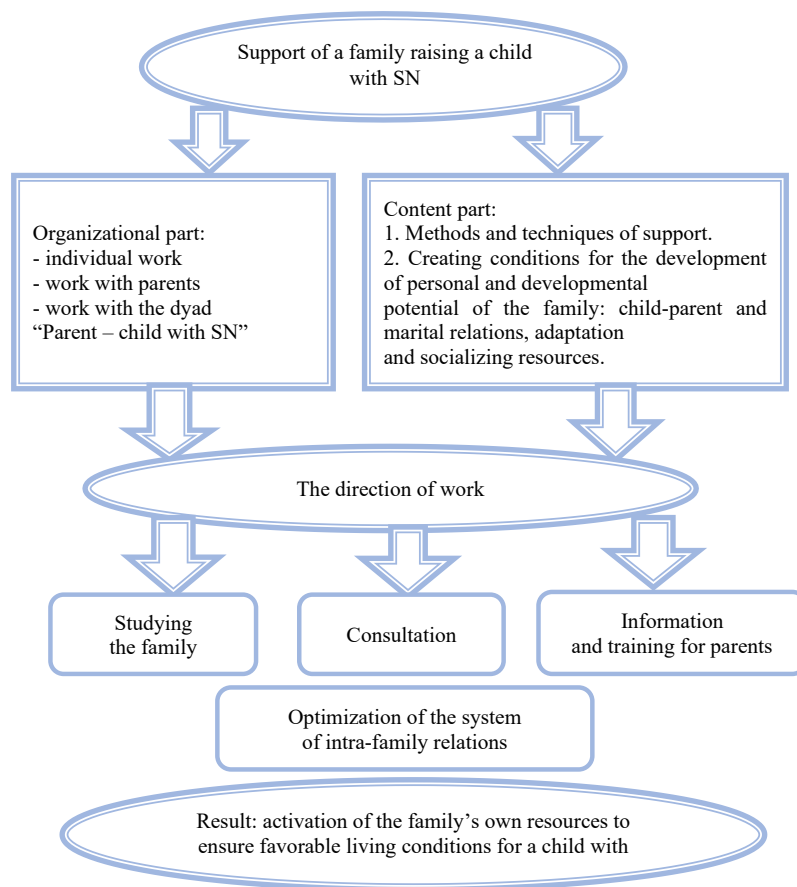 Support of a family raising a child
with SN
Organizational part:
- individual work
- work with parents
- work with the dyad
“Parent – child with SN”
Content part:
1. Methods and techniques of support.
2. Creating conditions for the development
of personal and developmental
potential of the family: child-parent and
marital relations, adaptation
and socializing resources.
The direction of work
Studying
the family
Consultation
Information
and training for parents
Optimization of the system
of intra-family relations
Result: activation of the family’s own resources to
ensure favorable living conditions for a child with